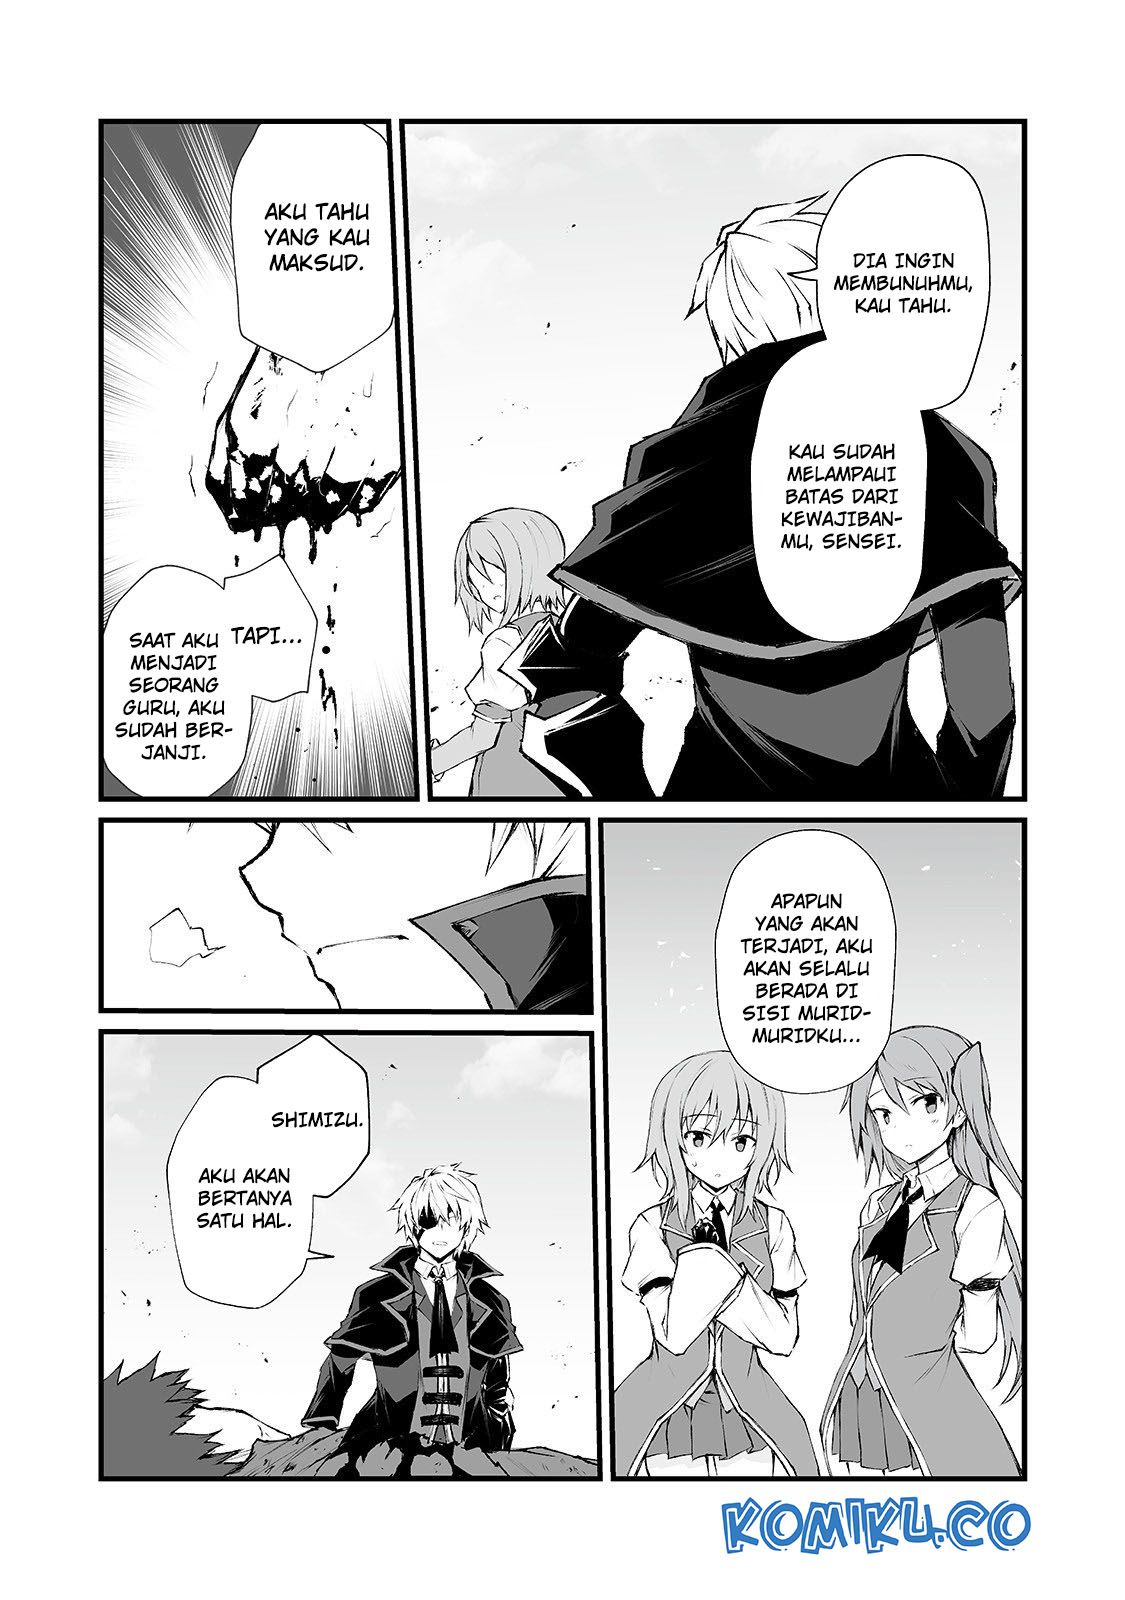 DIA INGIN
MEMBUNUHMU,
KAU TAHU.
KAU SUDAH
MELAMPAUI
BATAS DARI
KEWAJIBAN-
MU, SENSEI.
AKU TAHU
YANG KAU
MAKSUD.
TAPI...
SAAT AKU
MENJADI
SEORANG
GURU, AKU
SUDAH BER-
JANJI.
APAPUN
YANG AKAN
TERJADI, AKU
AKAN SELALU
BERADA DI
SISI MURID-
MURIDKU...
SHIMIZU.
AKU AKAN
BERTANYA
SATU HAL.
KOMIKU.CO